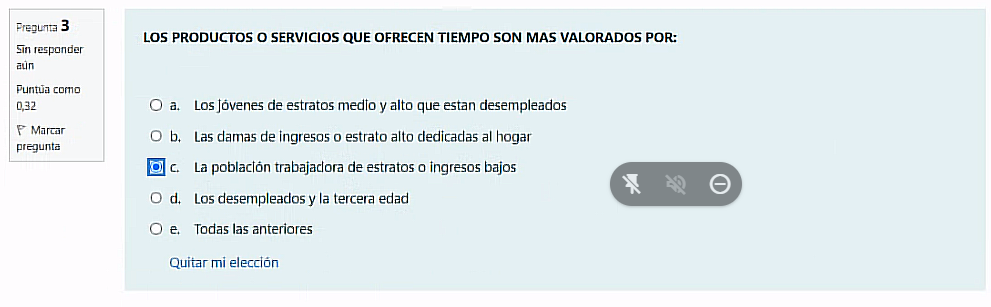 Pregunta 3
Sin responder
aún
Puntúa como
0,32
Marcar
pregunta
LOS PRODUCTOS O SERVICIOS QUE OFRECEN TIEMPO SON MAS VALORADOS POR:
a. Los jóvenes de estratos medio y alto que estan desempleados
b. Las damas de ingresos o estrato alto dedicadas al hogar
c. La población trabajadora de estratos o ingresos bajos
d. Los desempleados y la tercera edad
e. Todas las anteriores
Quitar mi elección